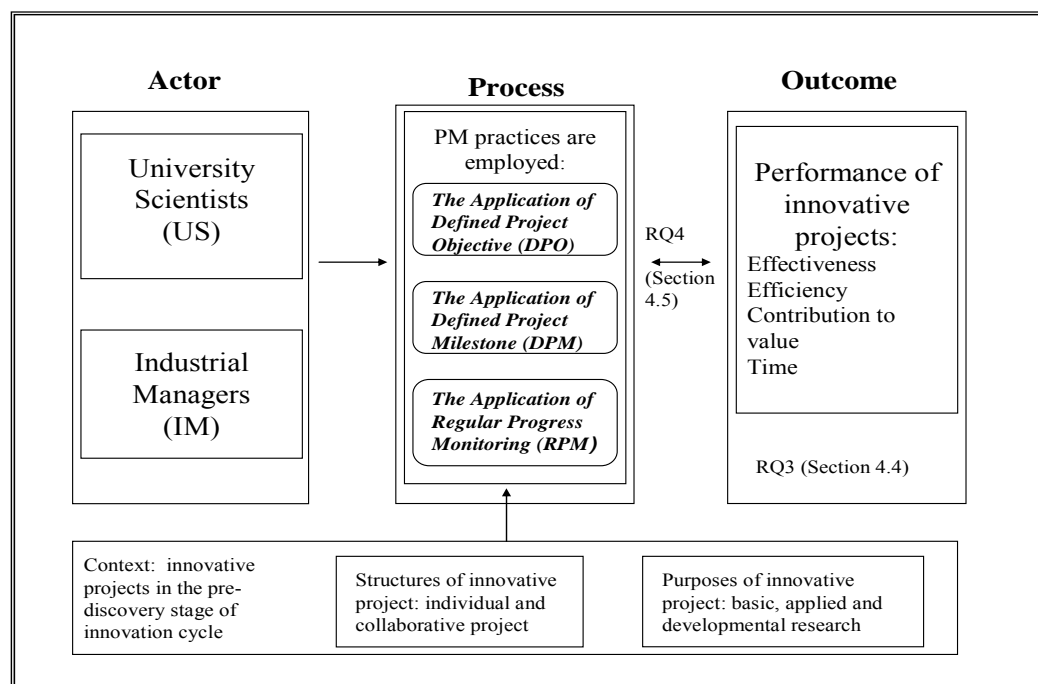 Actor
University
Scientists
(US)
Industrial
Managers
(IM)
Process
PM practices are
employed:
The Application of
Defined Project
Objective (DPO)
The Application of
Defined Project
Milestone (DPM)
The Application of
Regular Progress
Monitoring (RPM)
RQ4
(Section
4.5)
Outcome
Performance of
innovative
projects:
Effectiveness
Efficiency
Contribution to
value
Time
RQ3 (Section 4.4)
Context: innovative
projects in the pre-
discovery stage of
innovation cycle
Structures of innovative
project: individual and
collaborative project
Purposes of innovative
project: basic, applied and
developmental research